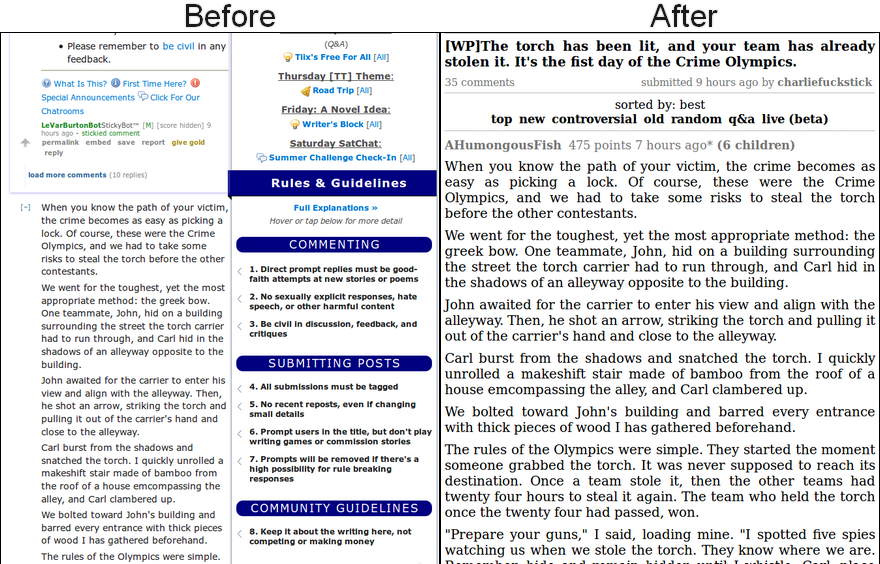 Before
After
• Please remember to be civil in any
feedback.
What Is This? First Time Here?
Special Announcements Click For Our
Chatrooms
LeVarBurtonBotStickyBot™ [M] [score hidden] 9
hours ago - stickied comment
permalink embed save report give gold
reply
load more comments (10 replies)
[–] When you know the path of your victim,
the crime becomes as easy as picking a
lock. Of course, these were the Crime
Olympics, and we had to take some
risks to steal the torch before the other
contestants.
We went for the toughest, yet the most
appropriate method: the greek bow.
One teammate, John, hid on a building
surrounding the street the torch carrier
had to run through, and Carl hid in the
shadows of an alleyway opposite to the
building.
John awaited for the carrier to enter his
view and align with the alleyway. Then,
he shot an arrow, striking the torch and
pulling it out of the carrier's hand and
close to the alleyway.
Carl burst from the shadows and
snatched the torch. I quickly unrolled a
makeshift stair made of bamboo from
the roof of a house emcompassing the
alley, and Carl clambered up.
We bolted toward John's building and
barred every entrance with thick pieces
of wood I has gathered beforehand.
The rules of the Olympics were simple.
(Q&A)
Tiix's Free For All [All]
Thursday [TT] Theme:
Road Trip [All]
Friday: A Novel Idea:
Writer's Block [All]
Saturday SatChat:
Summer Challenge Check-In [All]
Rules & Guidelines
Full Explanations »
Hover or tap below for more detail
COMMENTING
1. Direct prompt replies must be good-
faith attempts at new stories or poems
2. No sexually explicit responses, hate
speech, or other harmful content
3. Be civil in discussion, feedback, and
critiques
SUBMITTING POSTS
4. All submissions must be tagged
5. No recent reposts, even if changing
small details
6. Prompt users in the title, but don't play
writing games or commission stories
7. Prompts will be removed if there's a
high possibility for rule breaking
responses
COMMUNITY GUIDELINES
8. Keep it about the writing here, not
competing or making money
[WP]The torch has been lit, and your team has already
stolen it. It's the fist day of the Crime Olympics.
35 comments submitted 9 hours ago by charliefuckstick
sorted by: best
top new controversial old random q&a live (beta)
AHumongousFish 475 points 7 hours ago* (6 children)
When you know the path of your victim, the crime becomes as
easy as picking a lock. Of course, these were the Crime
Olympics, and we had to take some risks to steal the torch
before the other contestants.
We went for the toughest, yet the most appropriate method: the
greek bow. One teammate, John, hid on a building surrounding
the street the torch carrier had to run through, and Carl hid in
the shadows of an alleyway opposite to the building.
John awaited for the carrier to enter his view and align with the
alleyway. Then, he shot an arrow, striking the torch and pulling it
out of the carrier's hand and close to the alleyway.
Carl burst from the shadows and snatched the torch. I quickly
unrolled a makeshift stair made of bamboo from the roof of a
house emcompassing the alley, and Carl clambered up.
We bolted toward John's building and barred every entrance
with thick pieces of wood I has gathered beforehand.
The rules of the Olympics were simple. They started the moment
someone grabbed the torch. It was never supposed to reach its
destination. Once a team stole it, then the other teams had
twenty four hours to steal it again. The team who held the torch
once the twenty four had passed, won.
"Prepare your guns," I said, loading mine. "I spotted five spies
watching us when we stole the torch. They know where we are.